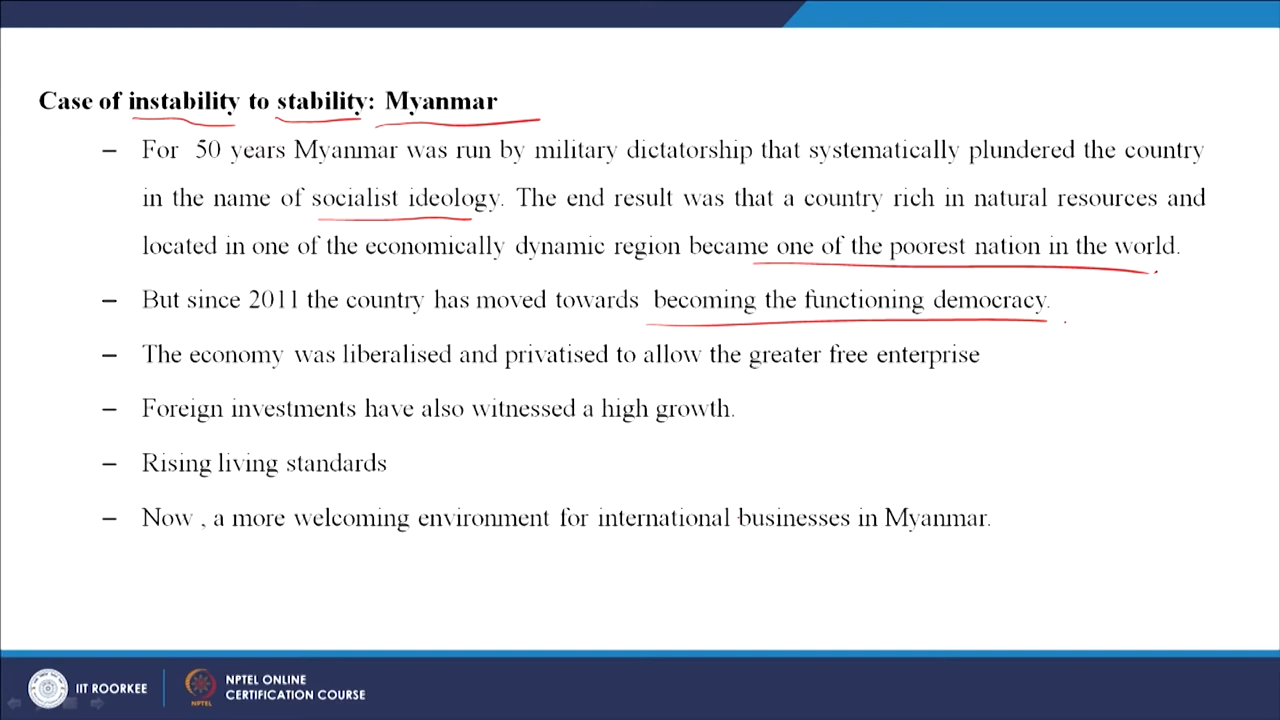 Case of instability to stability: Myanmar
– For 50 years Myanmar was run by military dictatorship that systematically plundered the country
in the name of socialist ideology. The end result was that a country rich in natural resources and
located in one of the economically dynamic region became one of the poorest nation in the world.
– But since 2011 the country has moved towards becoming the functioning democracy.
– The economy was liberalised and privatised to allow the greater free enterprise
– Foreign investments have also witnessed a high growth.
– Rising living standards
– Now , a more welcoming environment for international businesses in Myanmar.
IIT ROORKEE
NPTEL
NPTEL ONLINE
CERTIFICATION COURSE